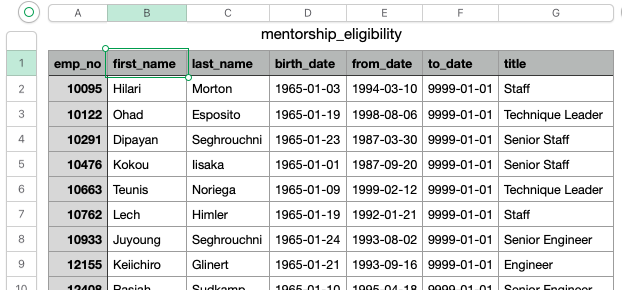 A B C D E F G
mentorship_eligibility
1 emp_no first_name last_name birth_date from_date to_date title
2 10095 Hilari Morton 1965-01-03 1994-03-10 9999-01-01 Staff
3 10122 Ohad Esposito 1965-01-19 1998-08-06 9999-01-01 Technique Leader
4 10291 Dipayan Seghrouchni 1965-01-23 1987-03-30 9999-01-01 Senior Staff
5 10476 Kokou Iisaka 1965-01-01 1987-09-20 9999-01-01 Senior Staff
6 10663 Teunis Noriega 1965-01-09 1999-02-12 9999-01-01 Technique Leader
7 10762 Lech Himler 1965-01-19 1992-01-21 9999-01-01 Staff
8 10933 Juyoung Seghrouchni 1965-01-24 1993-08-02 9999-01-01 Senior Engineer
9 12155 Keiichiro Glinert 1965-01-21 1993-09-16 9999-01-01 Engineer
10 12408 Rasiah Sudkamp 1965-01-10 1995-04-18 9999-01-01 Senior Engineer